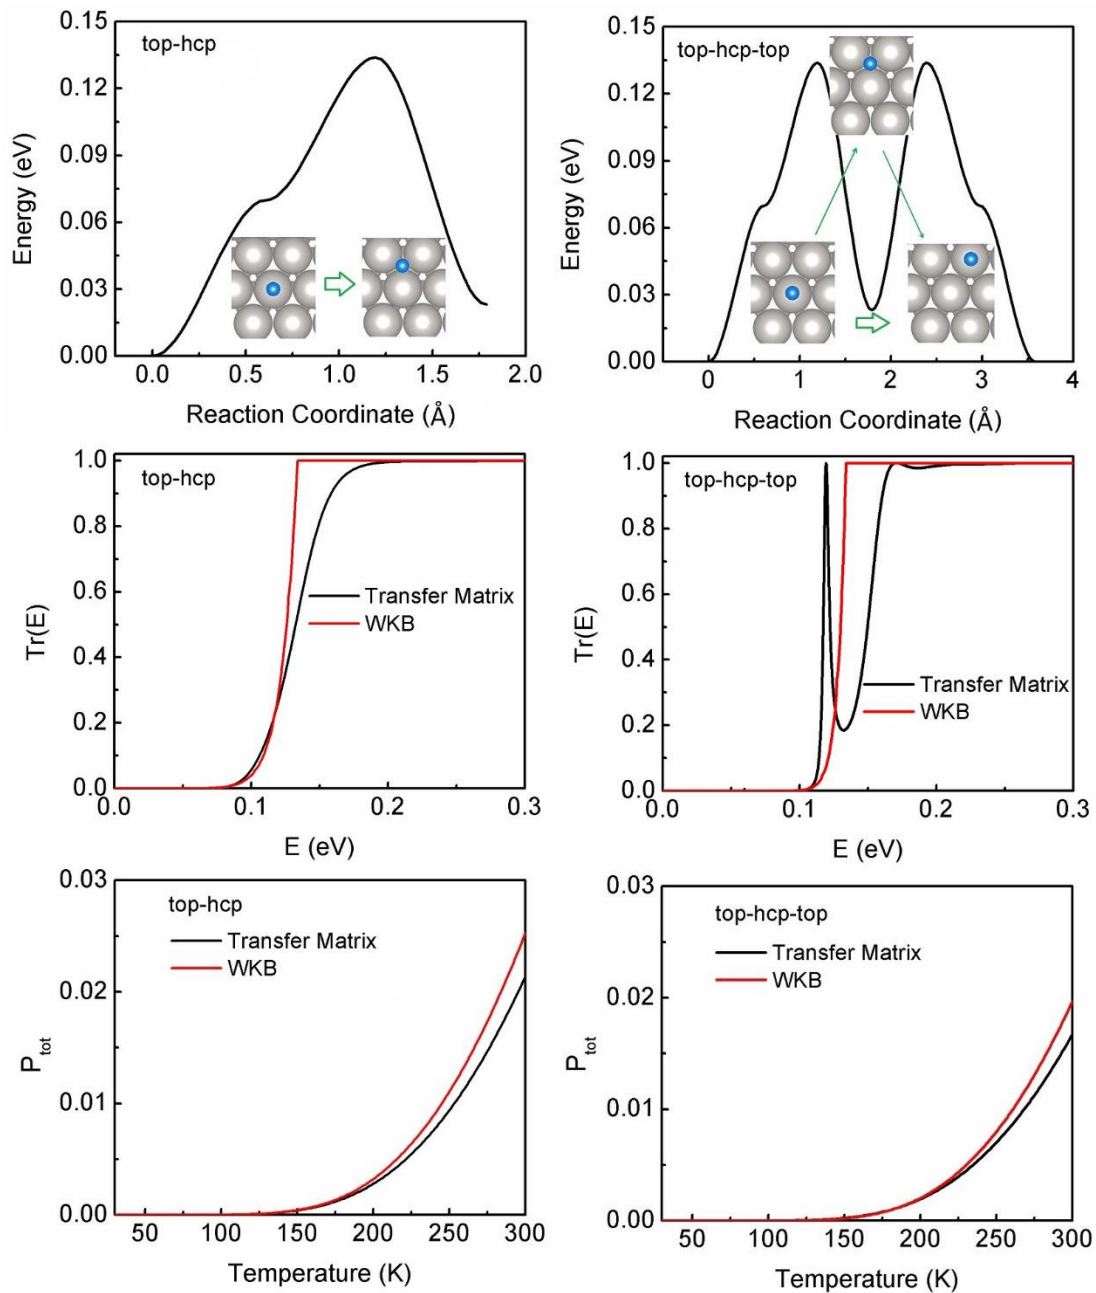 top-hcp
0.15
0.12
0.09
0.06
0.03
0.00
Energy (eV)
0.0 0.5 1.0 1.5 2.0
Reaction Coordinate (Å)
top-hcp-top
0.15
0.12
0.09
0.06
0.03
0.00
Energy (eV)
0 1 2 3 4
Reaction Coordinate (Å)
top-hcp
1.0
0.8
0.6
0.4
0.2
0.0
Tr(E)
Transfer Matrix
WKB
0.0 0.1 0.2 0.3
E (eV)
top-hcp-top
1.0
0.8
0.6
0.4
0.2
0.0
Tr(E)
Transfer Matrix
WKB
0.0 0.1 0.2 0.3
E (eV)
top-hcp
Transfer Matrix
WKB
0.03
0.02
0.01
0.00
Ptot
50 100 150 200 250 300
Temperature (K)
top-hcp-top
Transfer Matrix
WKB
0.03
0.02
0.01
0.00
Ptot
50 100 150 200 250 300
Temperature (K)